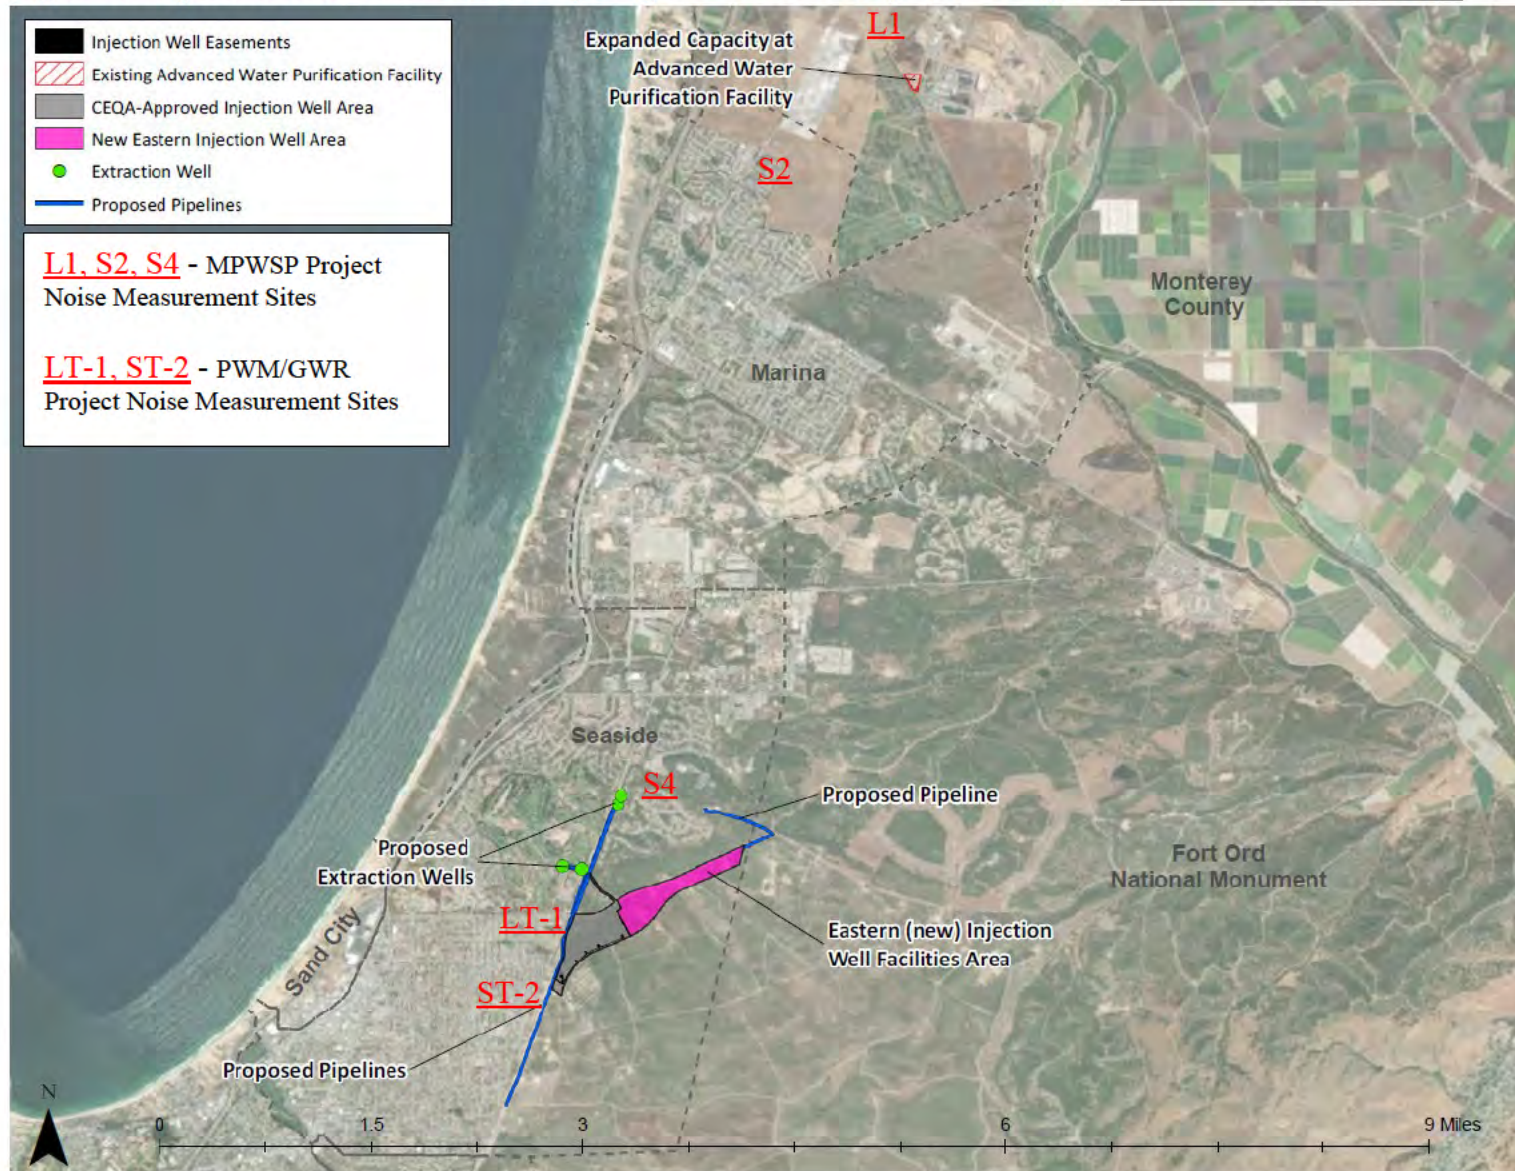 Injection Well Easements
Existing Advanced Water Purification Facility
CEQA-Approved Injection Well Area
New Eastern Injection Well Area
Extraction Well
Proposed Pipelines
L1, S2, S4 - MPWSP Project
Noise Measurement Sites
LT-1, ST-2 - PWM/GWR
Project Noise Measurement Sites
L1
Expanded Capacity at
Advanced Water
Purification Facility
S2
Monterey
County
Marina
Seaside
S4
Proposed Pipeline
Proposed
Extraction Wells
Fort Ord
National Monument
LT-1
Eastern (new) Injection
Well Facilities Area
Sand City
ST-2
Proposed Pipelines
N
0 1.5 3 6 9 Miles